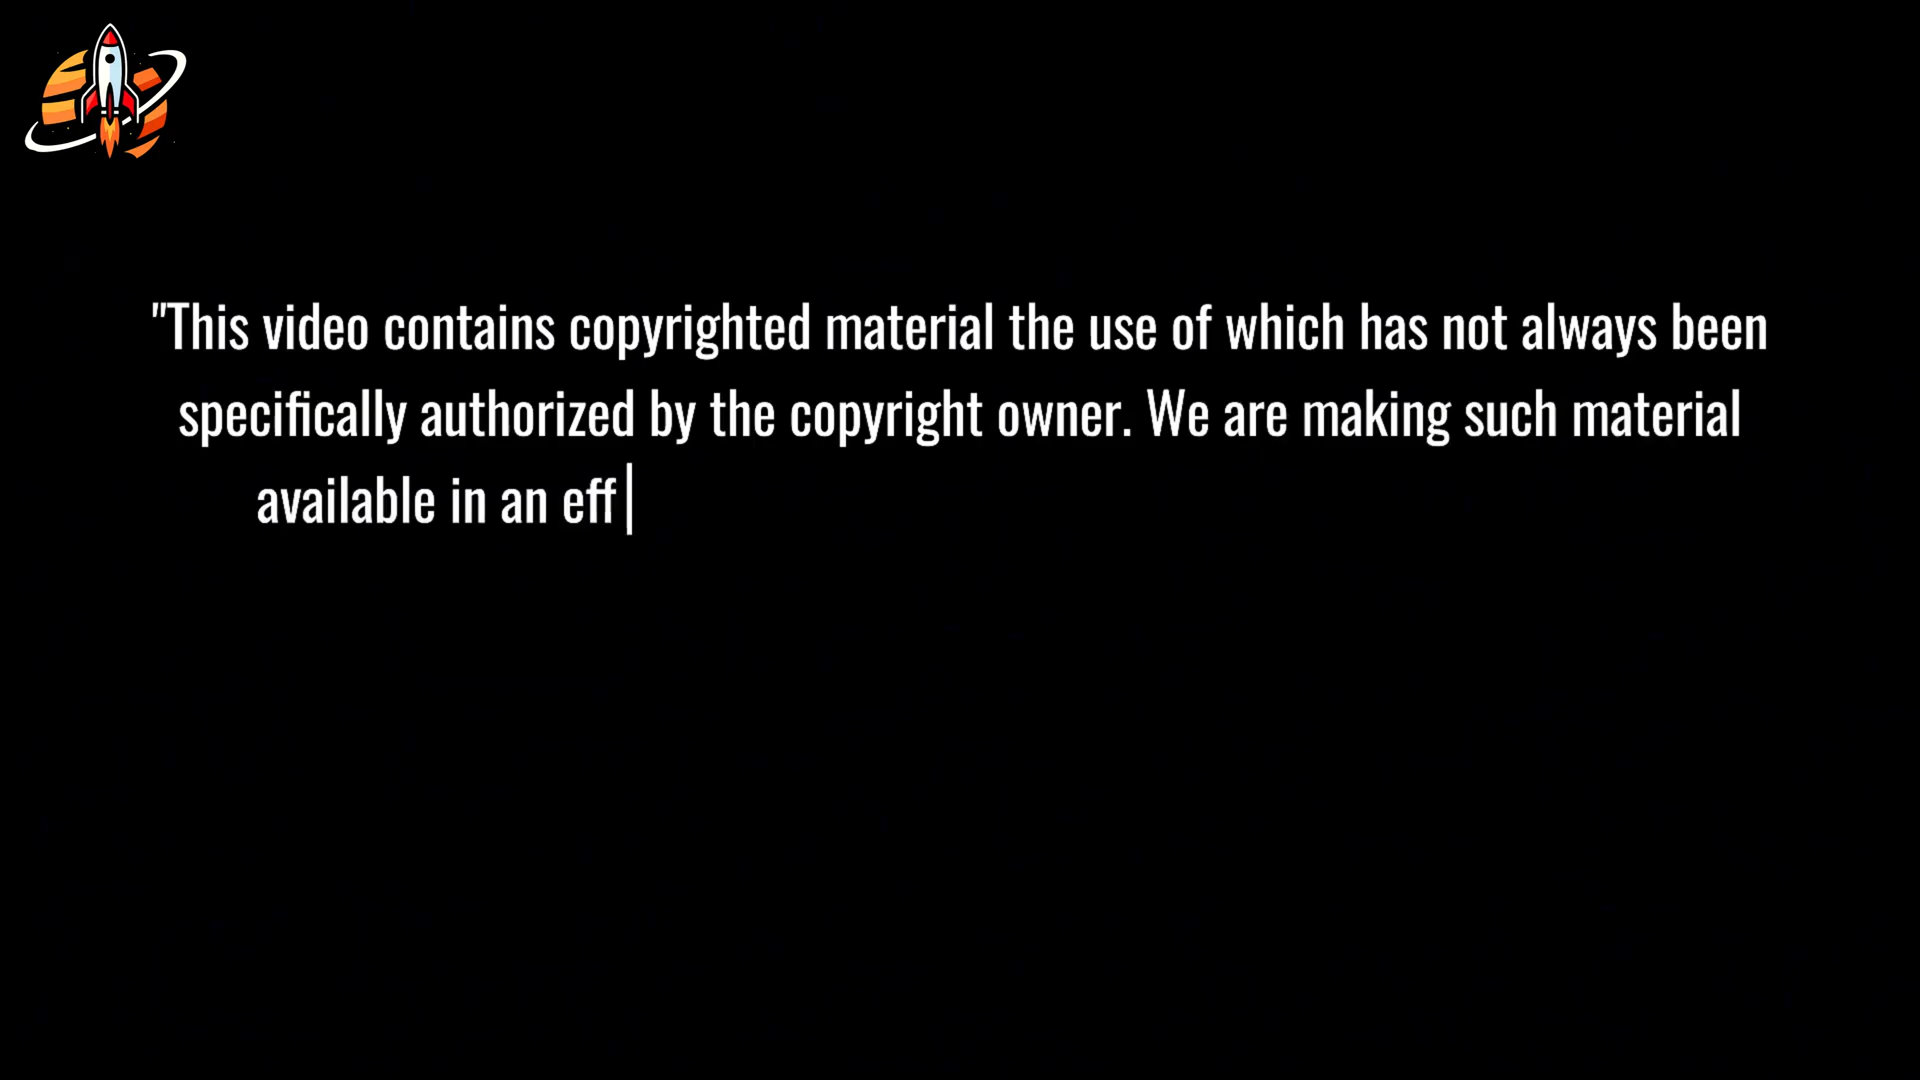 "This video contains copyrighted material the use of which has not always been
specifically authorized by the copyright owner. We are making such material
available in an eff